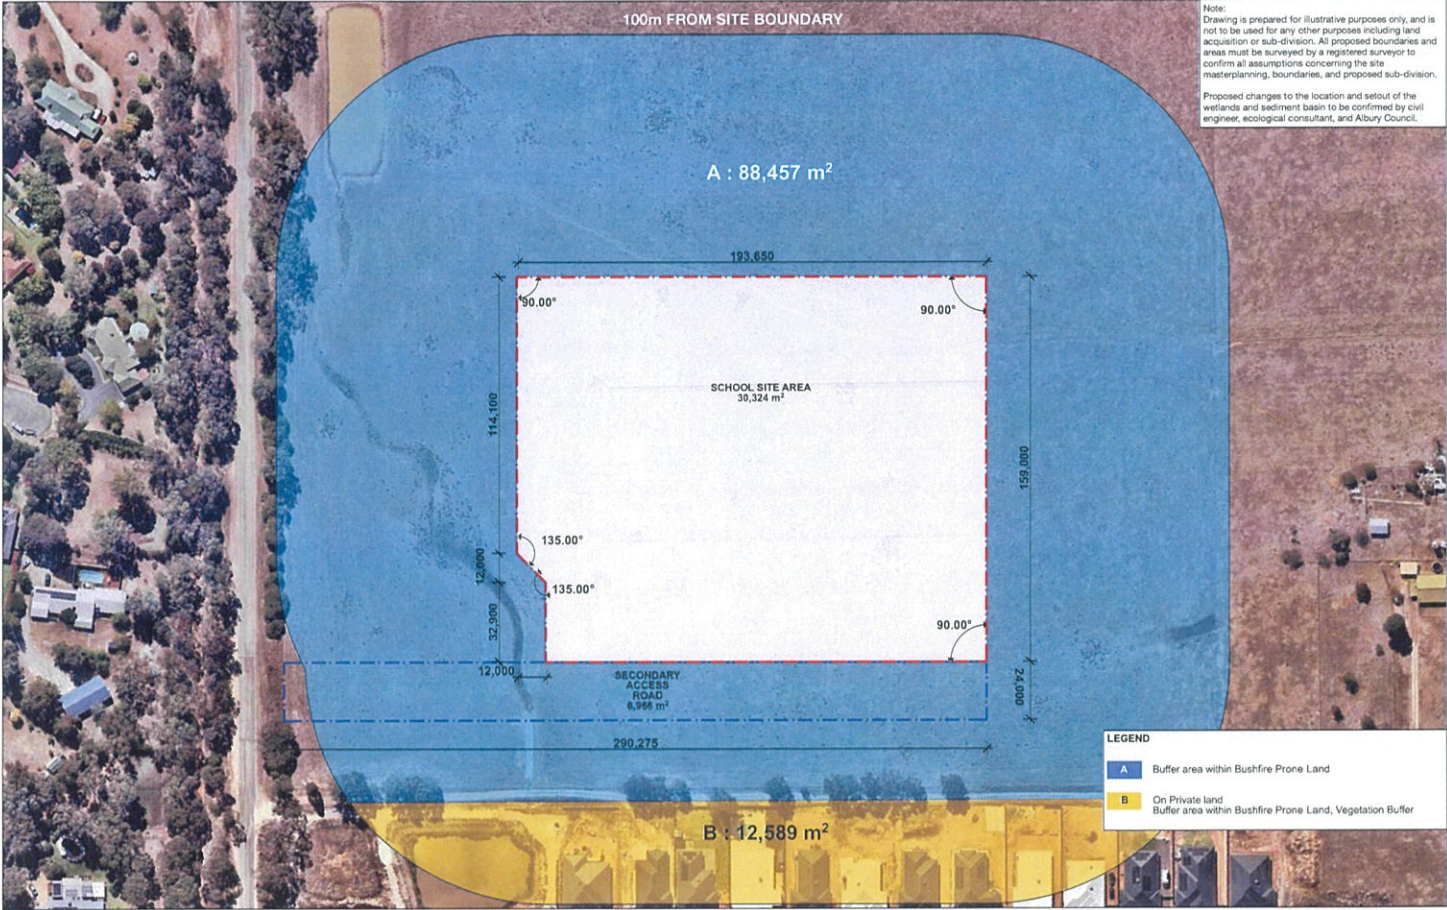 100m FROM SITE BOUNDARY
Note:
Drawing is prepared for illustrative purposes only, and is
not to be used for any other purposes including land
acquisition or sub-division. All proposed boundaries and
areas must be surveyed by a registered surveyor to
confirm all assumptions concerning the site
masterplanning, boundaries, and proposed sub-division.
Proposed changes to the location and setout of the
wetlands and sediment basin to be confirmed by civil
engineer, ecological consultant, and Albury Council.
A : 88,457 m²
193,650
90.00°
90.00°
SCHOOL SITE AREA
30,324 m²
114,100
159,000
135.00°
12,000
135.00°
32,900
90.00°
12,000
SECONDARY
ACCESS
ROAD
6,966 m²
24,000
290,275
LEGEND
A Buffer area within Bushfire Prone Land
B On Private land
Buffer area within Bushfire Prone Land, Vegetation Buffer
B : 12,589 m²